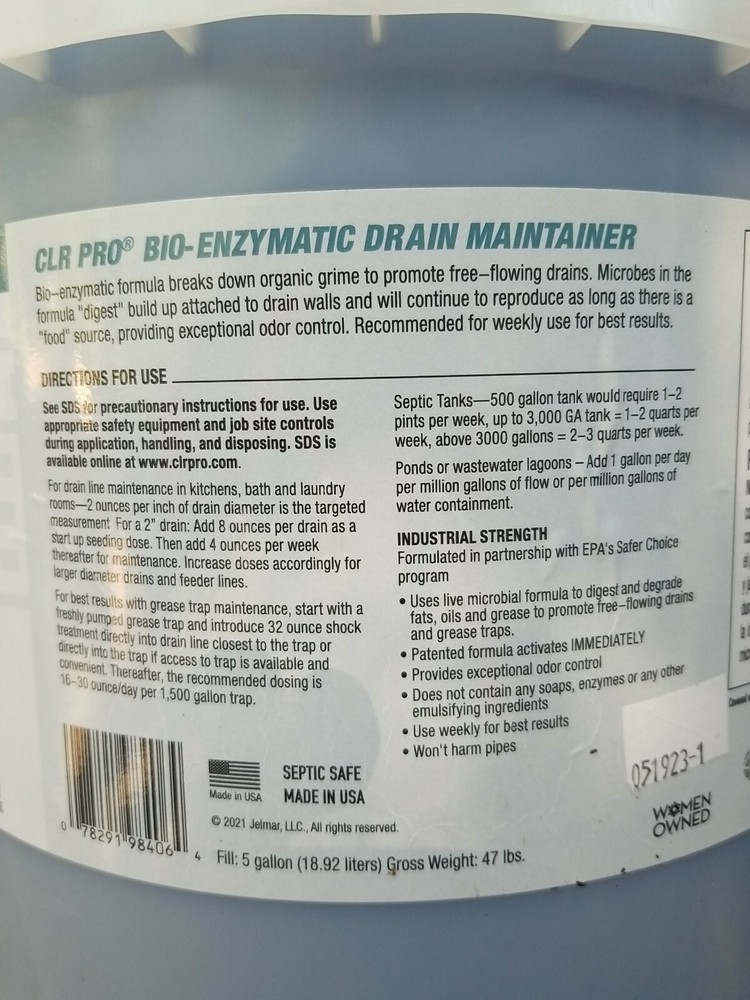 CLR PRO® BIO-ENZYMATIC DRAIN MAINTAINER
Bio-enzymatic formula breaks down organic grime to promote free-flowing drains. Microbes in the
formula "digest" build up attached to drain walls and will continue to reproduce as long as there is a
"food" source, providing exceptional odor control. Recommended for weekly use for best results.
DIRECTIONS FOR USE
See SDS for precautionary instructions for use. Use
appropriate safety equipment and job site controls
during application, handling, and disposing. SDS is
available online at www.clrpro.com.
For drain line maintenance in kitchens, bath and laundry
rooms—2 ounces per inch of drain diameter is the targeted
measurement For a 2" drain: Add 8 ounces per drain as a
start up seeding dose. Then add 4 ounces per week
thereafter for maintenance. Increase doses accordingly for
larger diameter drains and feeder lines.
For best results with grease trap maintenance, start with a
freshly pumped grease trap and introduce 32 ounce shock
treatment directly into drain line closest to the trap or
directly into the trap if access to trap is available and
convenient. Thereafter, the recommended dosing is
16-30 ounce/day per 1,500 gallon trap.
Septic Tanks—500 gallon tank would require 1-2
pints per week, up to 3,000 GA tank = 1-2 quarts per
week, above 3000 gallons = 2-3 quarts per week.
Ponds or wastewater lagoons – Add 1 gallon per day
per million gallons of flow or per million gallons of
water containment.
INDUSTRIAL STRENGTH
Formulated in partnership with EPA's Safer Choice
program
• Uses live microbial formula to digest and degrade
fats, oils and grease to promote free-flowing drains
and grease traps.
• Patented formula activates IMMEDIATELY
• Provides exceptional odor control
• Does not contain any soaps, enzymes or any other
emulsifying ingredients
• Use weekly for best results
• Won't harm pipes
051923-1
WOMEN
OWNED
Made in USA
SEPTIC SAFE
MADE IN USA
© 2021 Jelmar, LLC., All rights reserved.
0 78291 98406 4
Fill: 5 gallon (18.92 liters) Gross Weight: 47 lbs.